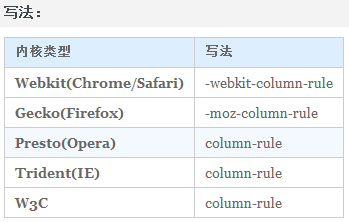 写法：
内核类型 写法
Webkit(Chrome/Safari) -webkit-column-rule
Gecko(Firefox) -moz-column-rule
Presto(Opera) column-rule
Trident(IE) column-rule
W3C column-rule